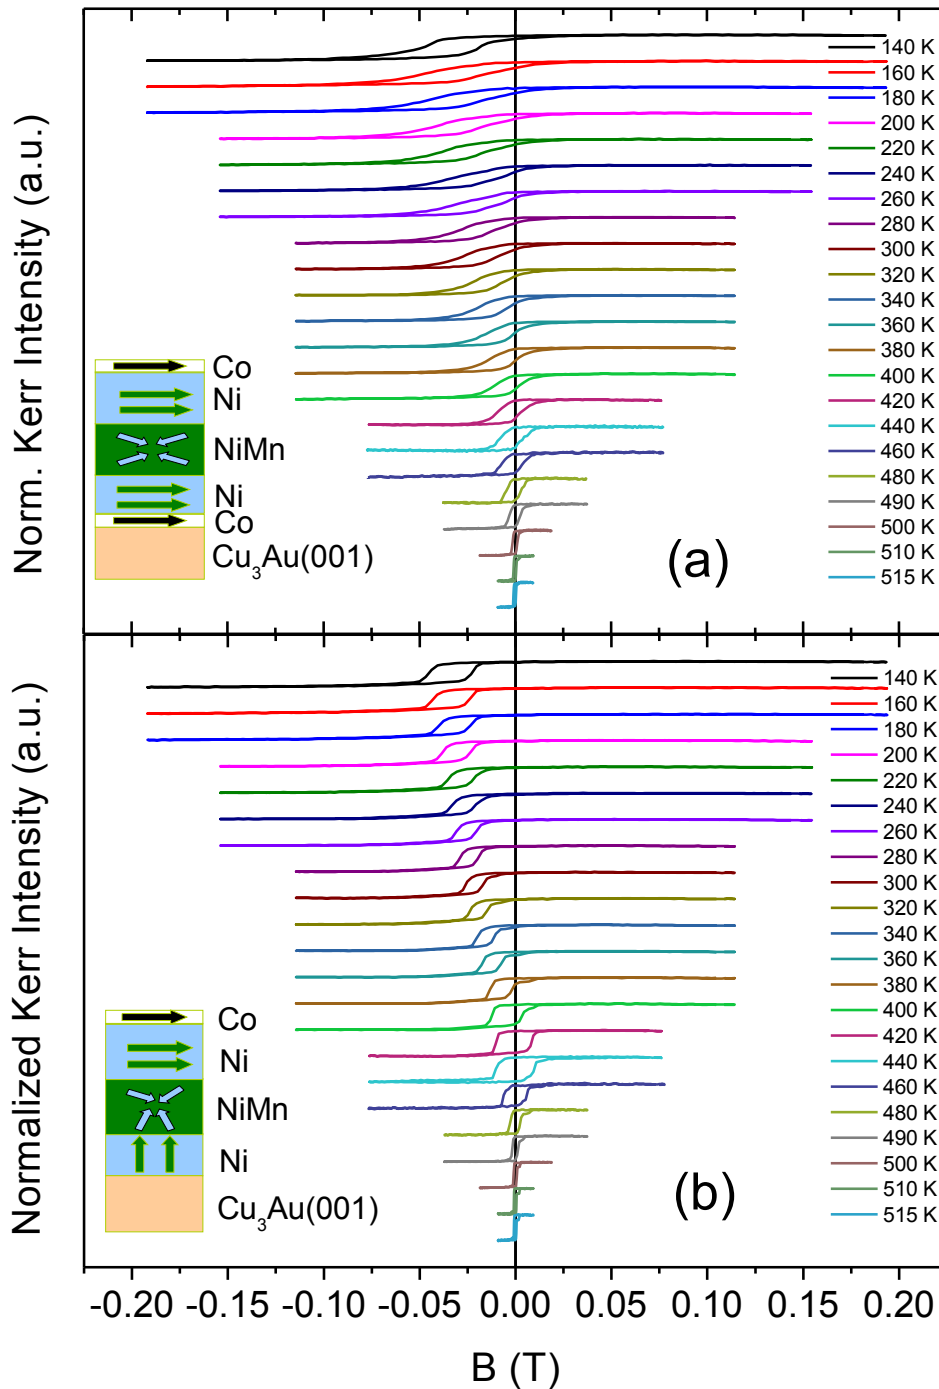 Norm. Kerr Intensity (a.u.)
140 K
160 K
180 K
200 K
220 K
240 K
260 K
280 K
300 K
320 K
340 K
360 K
380 K
400 K
420 K
440 K
460 K
480 K
490 K
500 K
510 K
515 K
Co
Ni
NiMn
Ni
Co
Cu₃Au(001)
(a)
Normalized Kerr Intensity (a.u.)
140 K
160 K
180 K
200 K
220 K
240 K
260 K
280 K
300 K
320 K
340 K
360 K
380 K
400 K
420 K
440 K
460 K
480 K
490 K
500 K
510 K
515 K
Co
Ni
NiMn
Ni
Cu₃Au(001)
(b)
-0.20 -0.15 -0.10 -0.05 0.00 0.05 0.10 0.15 0.20
B (T)